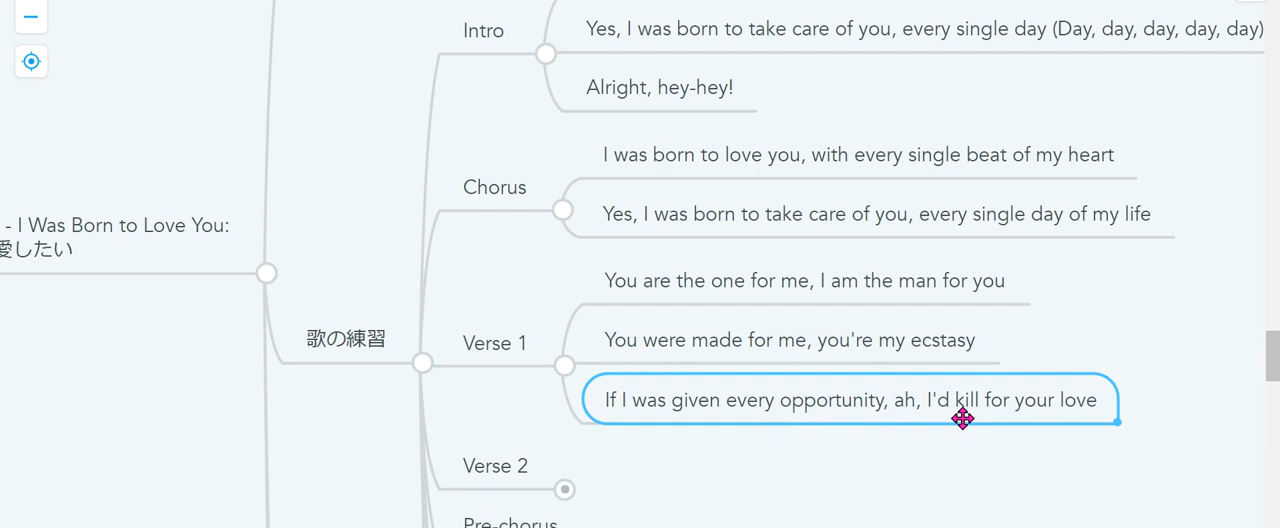 Intro
Yes, I was born to take care of you, every single day (Day, day, day, day, day)
Alright, hey-hey!
I was born to love you, with every single beat of my heart
Chorus
Yes, I was born to take care of you, every single day of my life
- I Was Born to Love You:
愛したい
You are the one for me, I am the man for you
歌の練習
Verse 1
You were made for me, you're my ecstasy
If I was given every opportunity, ah, I'd kill for your love
Verse 2
Pre-chorus